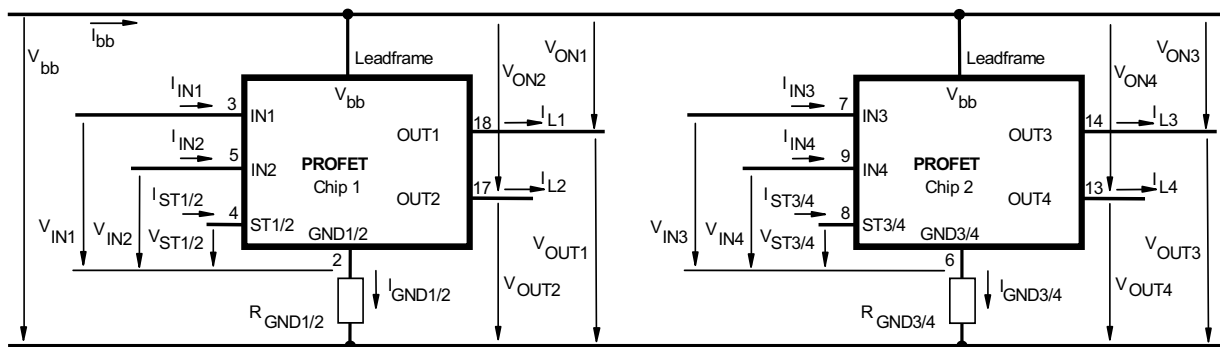 V_bb
I_bb
Leadframe
V_ON2
V_ON1
I_IN1
3
IN1
V_bb
18
I_L1
OUT1
I_IN2
5
IN2
PROFET
Chip 1
17
I_L2
OUT2
I_ST1/2
4
ST1/2
GND1/2
V_IN1
V_IN2
V_ST1/2
2
V_OUT1
V_OUT2
R_GND1/2
I_GND1/2
Leadframe
V_ON4
V_ON3
I_IN3
7
IN3
V_bb
14
I_L3
OUT3
I_IN4
9
IN4
PROFET
Chip 2
13
I_L4
OUT4
I_ST3/4
8
ST3/4
GND3/4
V_IN3
V_IN4
V_ST3/4
6
V_OUT3
V_OUT4
R_GND3/4
I_GND3/4